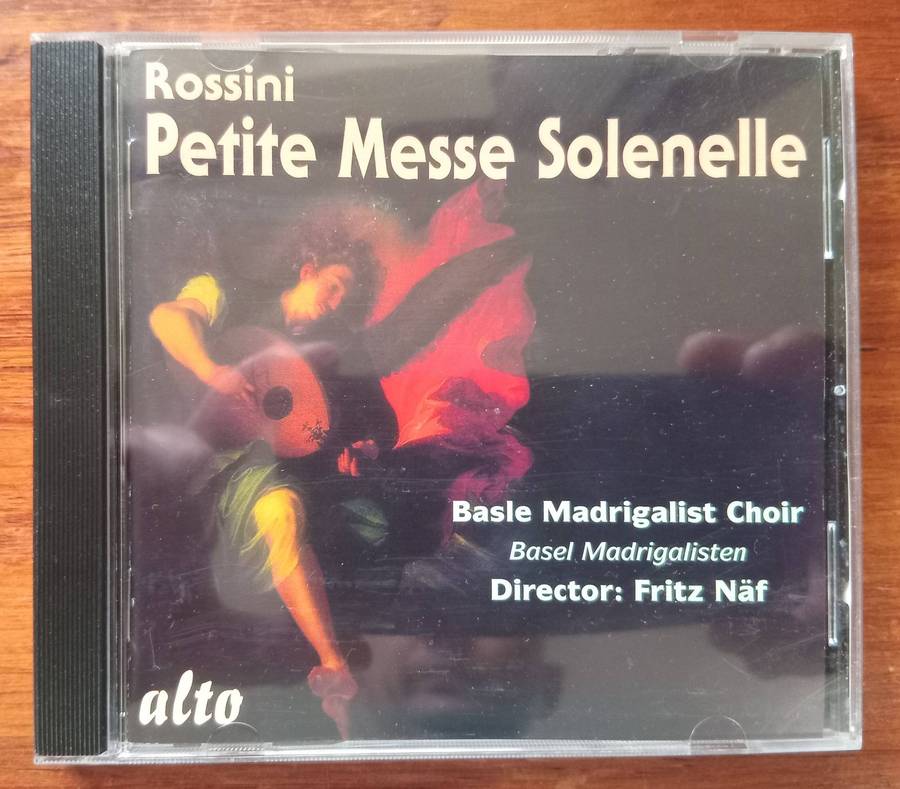 Rossini
Petite Messe Solenelle
Basle Madrigalist Choir
Basel Madrigalisten
Director: Fritz Näf
alto